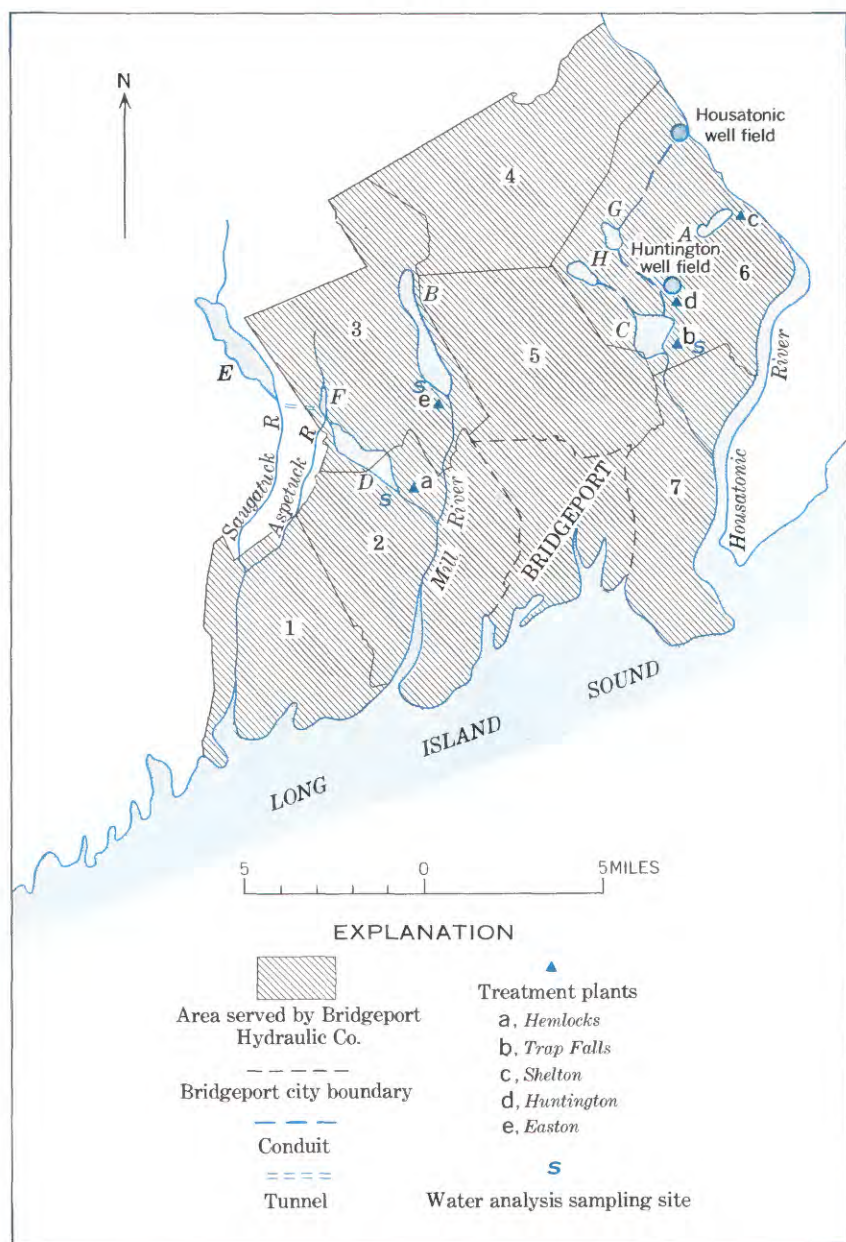 N
Housatonic
well field
4
G
A
c
Huntington
well field
H
6
B
d
3
C
b
s
5
E
F
s
e
R
R
River
Saugatuck
Aspetuck
D
a
s
River
7
2
Mill
BRIDGEPORT
Housatonic
1
SOUND
ISLAND
LONG
5 0 5 MILES
EXPLANATION
Area served by Bridgeport
Hydraulic Co.
Bridgeport city boundary
Conduit
Tunnel
Treatment plants
a, Hemlocks
b, Trap Falls
c, Shelton
d, Huntington
e, Easton
s
Water analysis sampling site